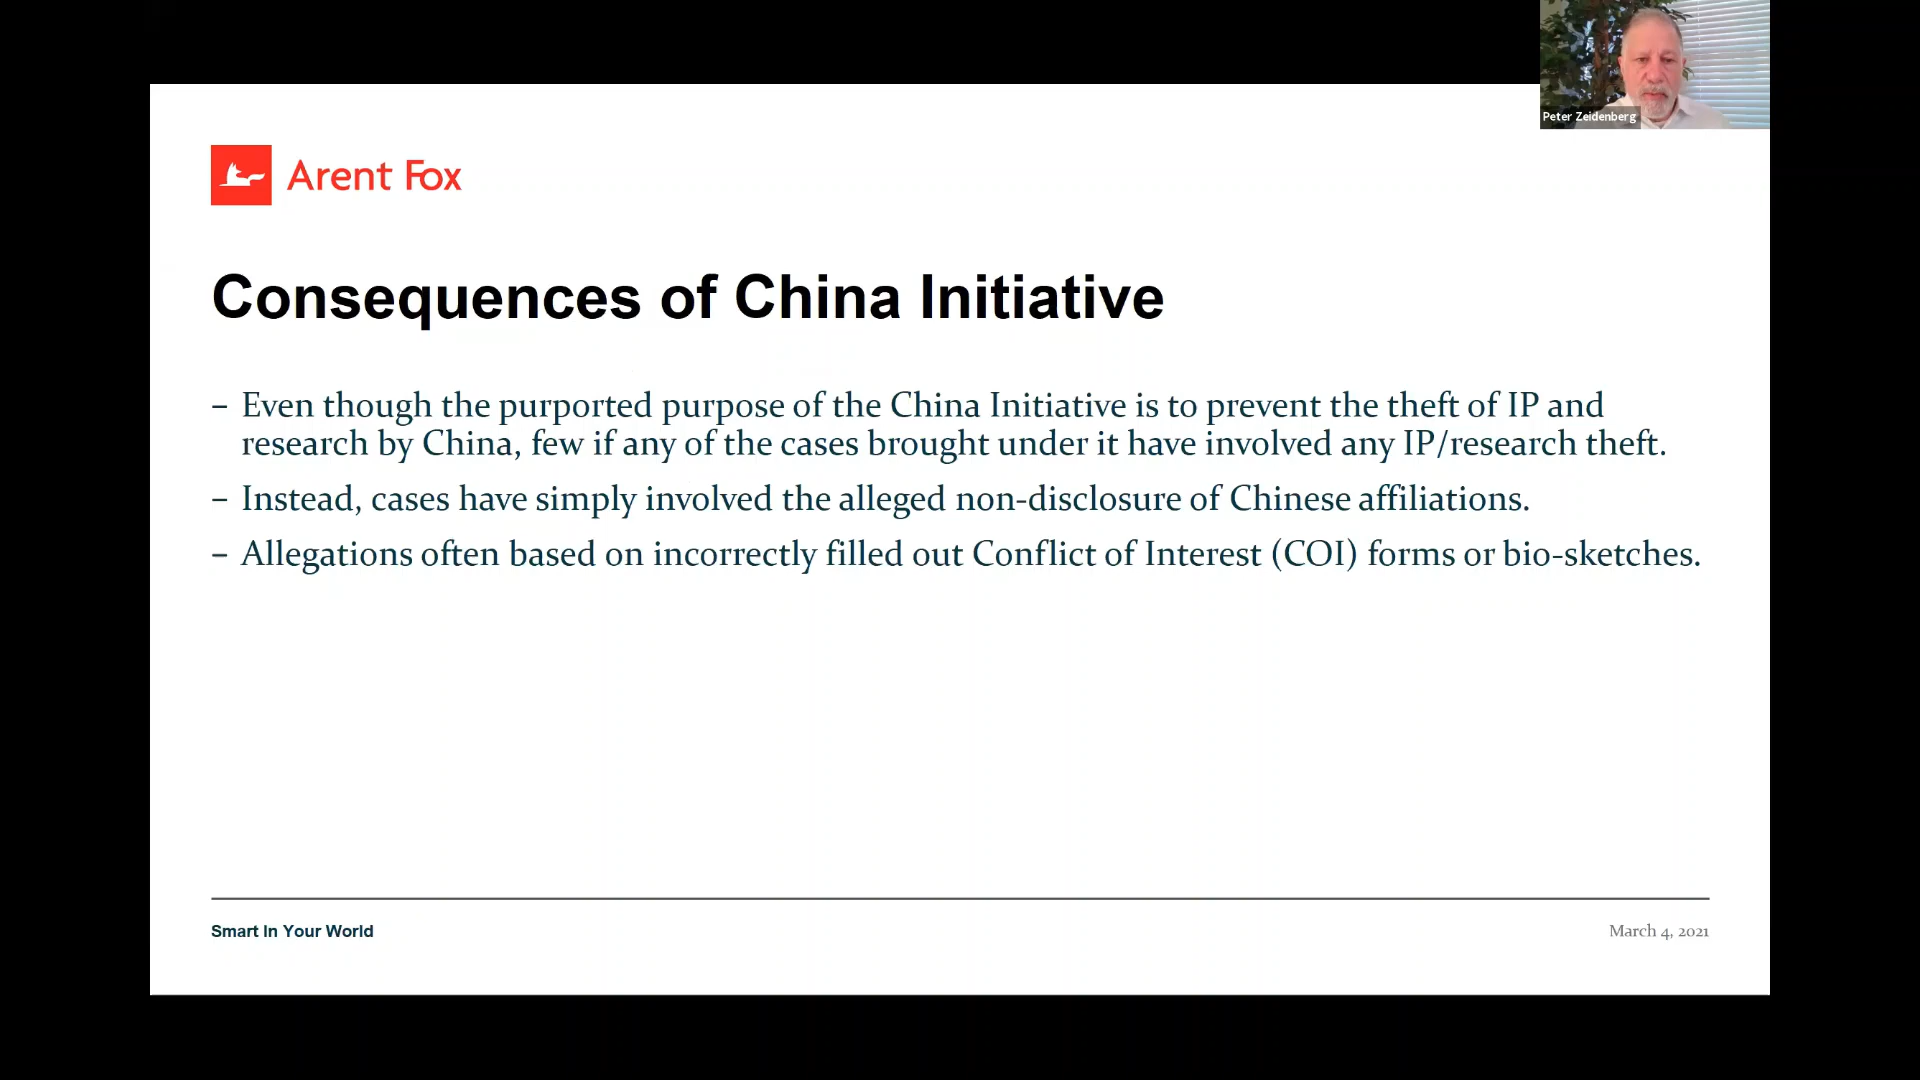 Peter Zeidenberg
Arent Fox
Consequences of China Initiative
– Even though the purported purpose of the China Initiative is to prevent the theft of IP and
research by China, few if any of the cases brought under it have involved any IP/research theft.
– Instead, cases have simply involved the alleged non-disclosure of Chinese affiliations.
– Allegations often based on incorrectly filled out Conflict of Interest (COI) forms or bio-sketches.
Smart In Your World
March 4, 2021